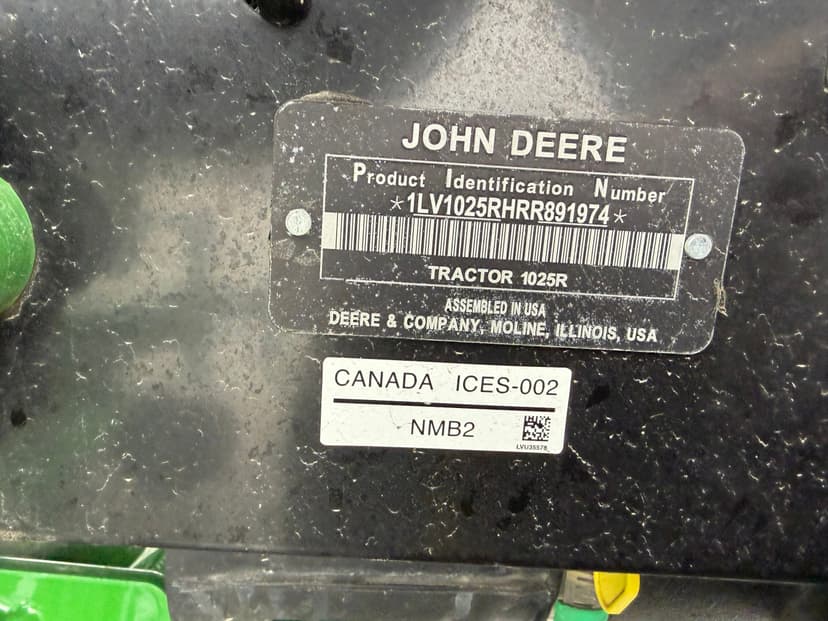 JOHN DEERE
Product Identification Number
*1LV1025RHRR891974*
TRACTOR 1025R
ASSEMBLED IN USA
DEERE & COMPANY, MOLINE, ILLINOIS, USA
CANADA ICES-002
NMB2
LVU35578